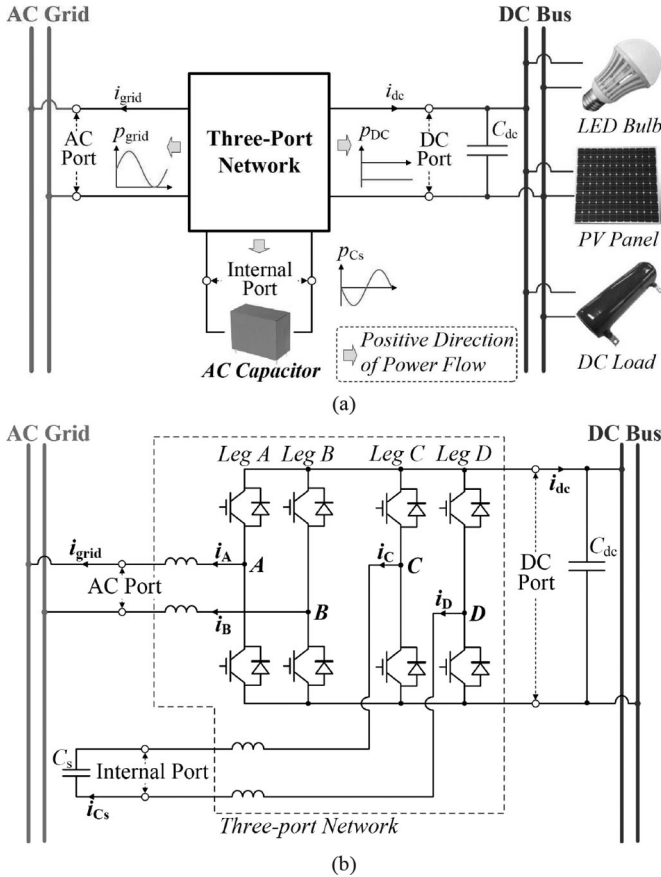 AC Grid
DC Bus
i_grid
i_dc
AC Port
p_grid
Three-Port
Network
p_DC
DC Port
C_dc
LED Bulb
Internal
Port
p_Cs
PV Panel
AC Capacitor
Positive Direction
of Power Flow
DC Load
(a)
AC Grid
DC Bus
Leg A Leg B Leg C Leg D
i_dc
i_grid
i_A
A
i_C
C
C_dc
AC Port
DC Port
i_B
B
i_D
D
C_s
Internal Port
i_Cs
Three-port Network
(b)